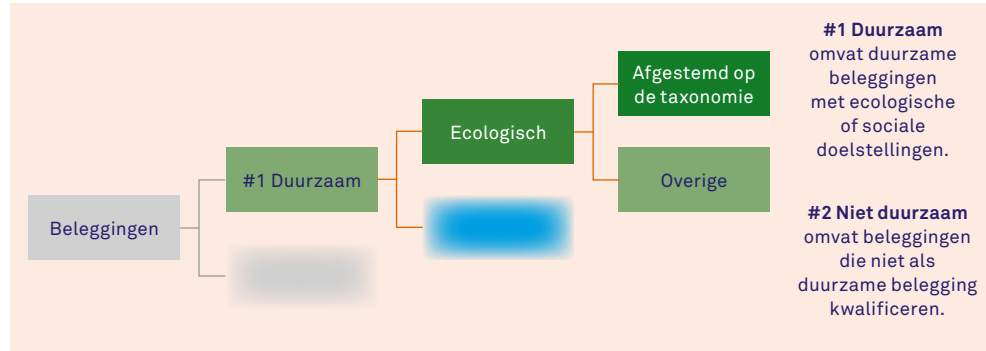 Beleggingen
#1 Duurzaam
Ecologisch
Afgestemd op
de taxonomie
Overige
#1 Duurzaam
omvat duurzame
beleggingen
met ecologische
of sociale
doelstellingen.
#2 Niet duurzaam
omvat beleggingen
die niet als
duurzame belegging
kwalificeren.